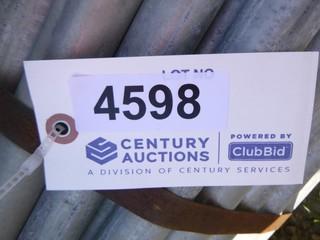 LOT NO
4598
CENTURY
AUCTIONS
POWERED BY
ClubBid
A DIVISION OF CENTURY SERVICES